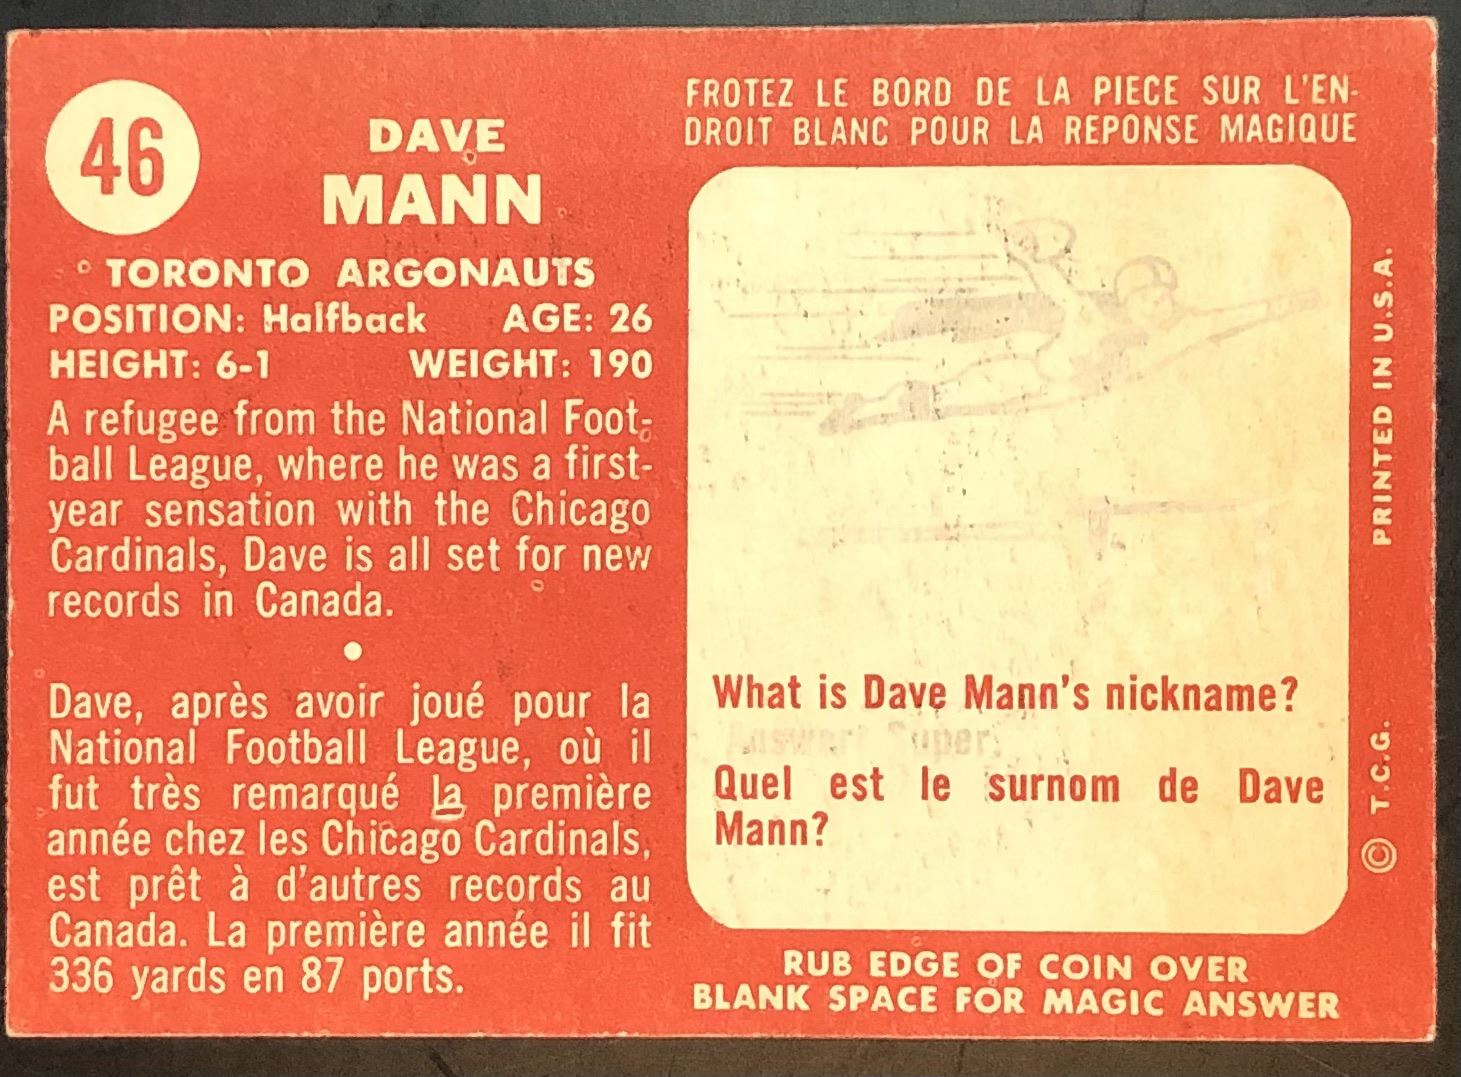 46
DAVE
MANN
TORONTO ARGONAUTS
POSITION: Halfback AGE: 26
HEIGHT: 6-1 WEIGHT: 190
A refugee from the National Foot-
ball League, where he was a first-
year sensation with the Chicago
Cardinals, Dave is all set for new
records in Canada.
Dave, après avoir joué pour la
National Football League, où il
fut très remarqué la première
année chez les Chicago Cardinals,
est prêt à d'autres records au
Canada. La première année il fit
336 yards en 87 ports.
FROTEZ LE BORD DE LA PIECE SUR L'EN-
DROIT BLANC POUR LA REPONSE MAGIQUE
What is Dave Mann's nickname?
Answer: "Super.
Quel est le surnom de Dave
Mann?
RUB EDGE OF COIN OVER
BLANK SPACE FOR MAGIC ANSWER
PRINTED IN U.S.A.
© T.C.G.